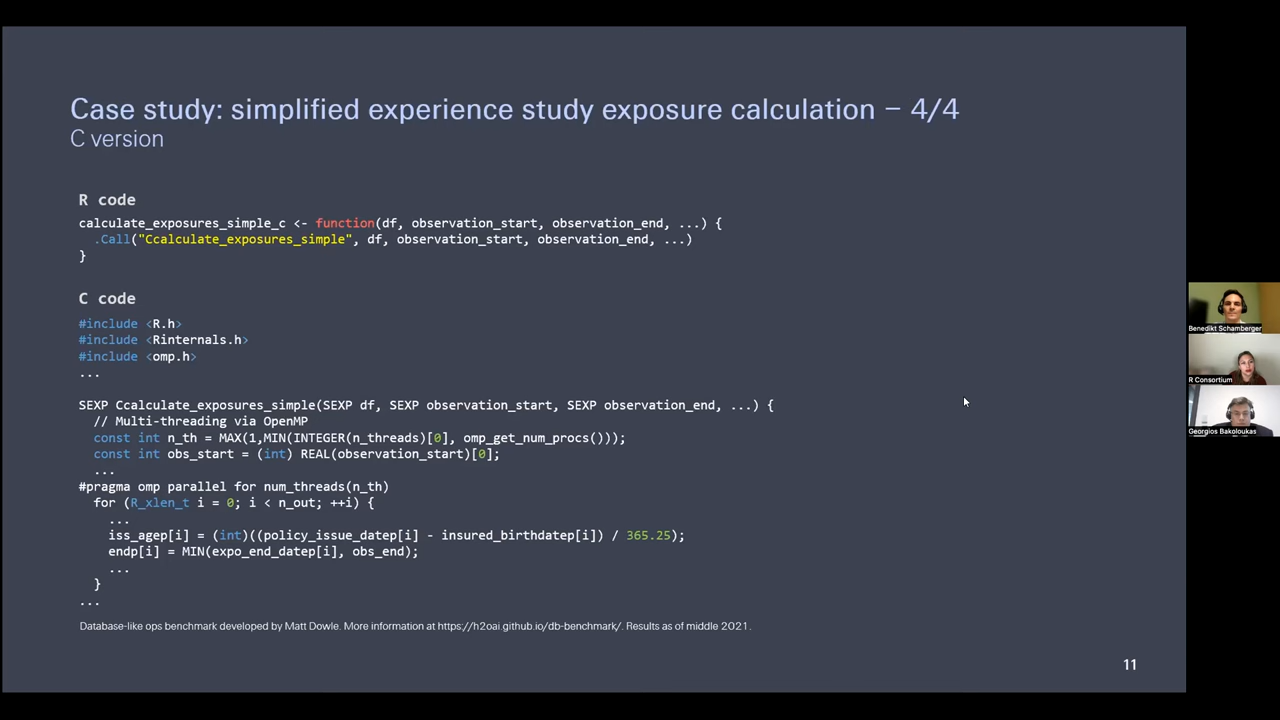 Case study: simplified experience study exposure calculation – 4/4
C version
R code
calculate_exposures_simple_c <- function(df, observation_start, observation_end, ...) {
.Call("Ccalculate_exposures_simple", df, observation_start, observation_end, ...)
}
C code
#include <R.h>
#include <Rinternals.h>
#include <omp.h>
...
SEXP Ccalculate_exposures_simple(SEXP df, SEXP observation_start, SEXP observation_end, ...) {
// Multi-threading via OpenMP
const int n_th = MAX(1,MIN(INTEGER(n_threads)[0], omp_get_num_procs()));
const int obs_start = (int) REAL(observation_start)[0];
...
#pragma omp parallel for num_threads(n_th)
for (R_xlen_t i = 0; i < n_out; ++i) {
...
iss_agep[i] = (int)((policy_issue_datep[i] - insured_birthdatep[i]) / 365.25);
endp[i] = MIN(expo_end_datep[i], obs_end);
...
}
...
Database-like ops benchmark developed by Matt Dowle. More information at https://h2oai.github.io/db-benchmark/. Results as of middle 2021.
11
Benedikt Schamberger
R Consortium
Georgios Bakoloukas